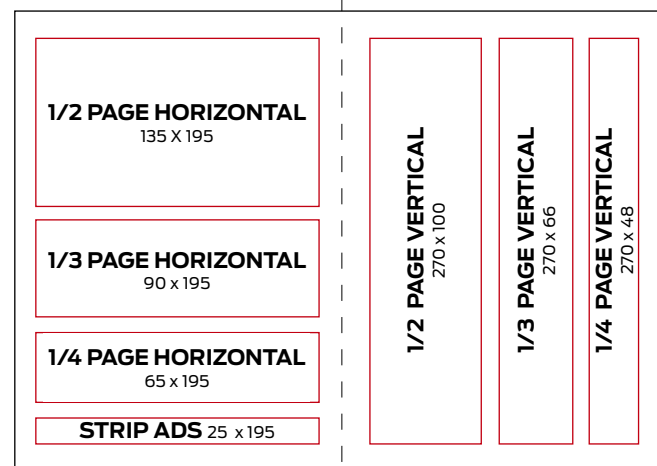 1/2 PAGE HORIZONTAL
135 X 195
1/3 PAGE HORIZONTAL
90 x 195
1/4 PAGE HORIZONTAL
65 x 195
STRIP ADS 25 x 195
1/2 PAGE VERTICAL
270 x 100
1/3 PAGE VERTICAL
270 x 66
1/4 PAGE VERTICAL
270 x 48